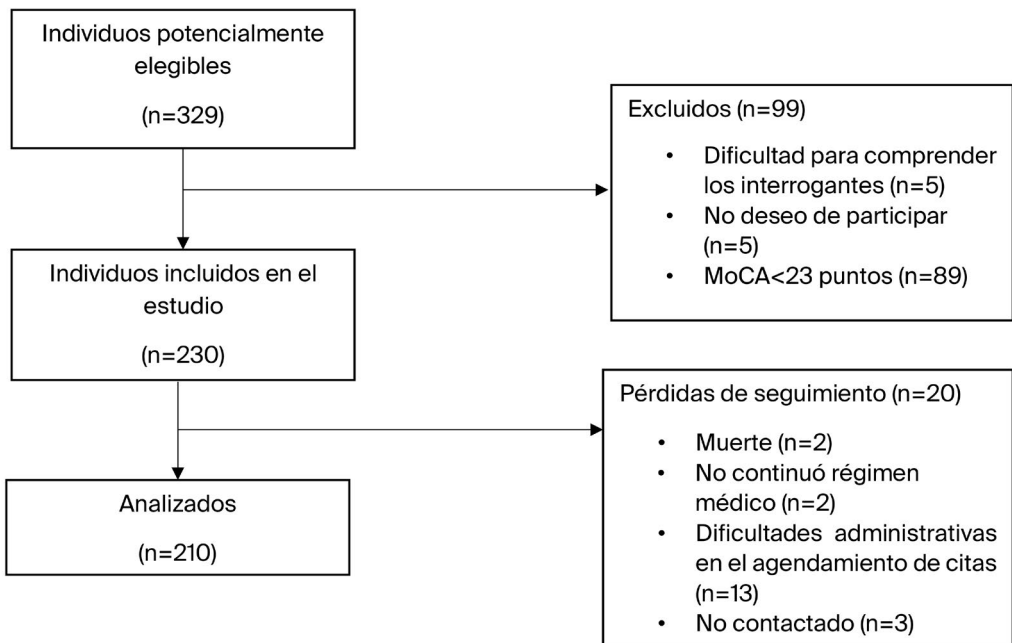 Individuos potencialmente
elegibles
(n=329)
Excluidos (n=99)
• Dificultad para comprender
los interrogantes (n=5)
• No deseo de participar
(n=5)
• MoCA<23 puntos (n=89)
Individuos incluidos en el
estudio
(n=230)
Pérdidas de seguimiento (n=20)
• Muerte (n=2)
• No continuó régimen
médico (n=2)
• Dificultades administrativas
en el agendamiento de citas
(n=13)
• No contactado (n=3)
Analizados
(n=210)